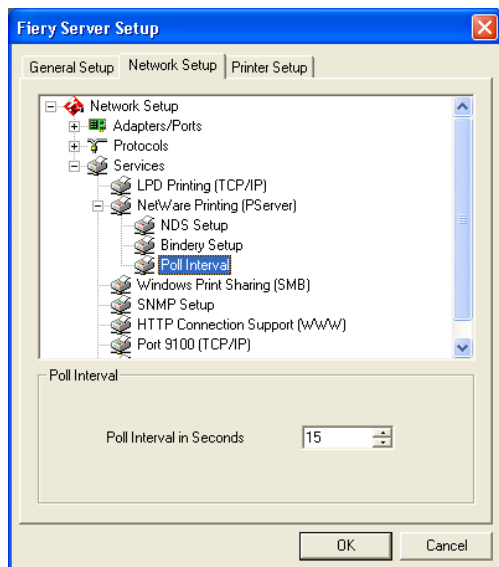 Fiery Server Setup
General Setup Network Setup Printer Setup
Network Setup
Adapters/Ports
Protocols
Services
LPD Printing (TCP/IP)
NetWare Printing (PServer)
NDS Setup
Bindery Setup
Poll Interval
Windows Print Sharing (SMB)
SNMP Setup
HTTP Connection Support (WWW)
Port 9100 (TCP/IP)
Poll Interval
Poll Interval in Seconds 15
OK Cancel